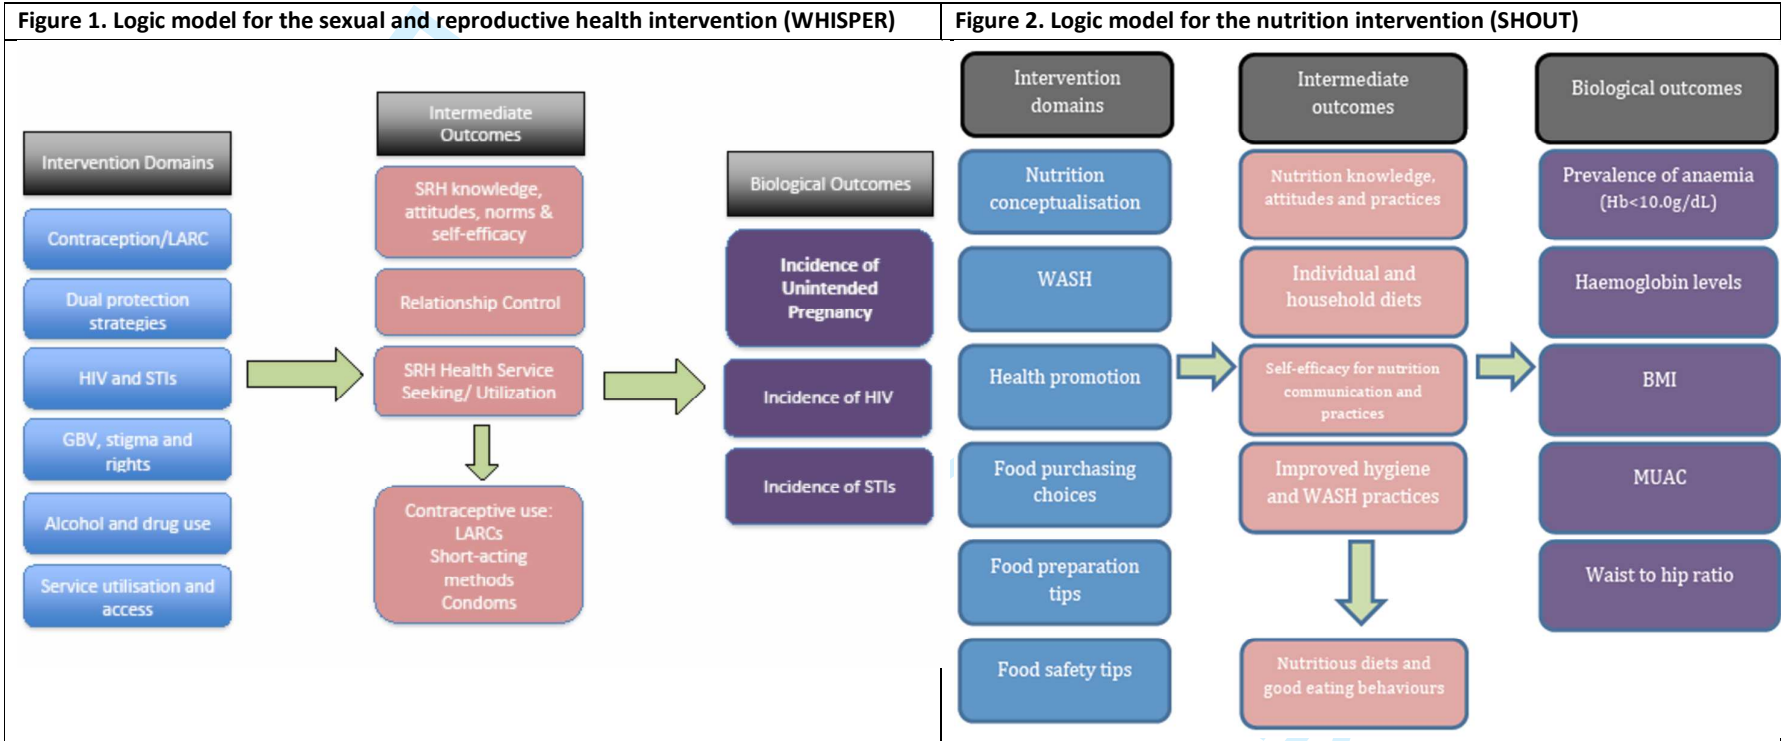 Figure 1. Logic model for the sexual and reproductive health intervention (WHISPER)
Intervention Domains
Contraception/LARC
Dual protection
strategies
HIV and STIs
GBV, stigma and
rights
Alcohol and drug use
Service utilisation and
access
Intermediate
Outcomes
SRH knowledge,
attitudes, norms &
self-efficacy
Relationship Control
SRH Health Service
Seeking/ Utilization
Contraceptive use:
LARCs
Short-acting
methods
Condoms
Biological Outcomes
Incidence of
Unintended
Pregnancy
Incidence of HIV
Incidence of STIs
Figure 2. Logic model for the nutrition intervention (SHOUT)
Intervention
domains
Nutrition
conceptualisation
WASH
Health promotion
Food purchasing
choices
Food preparation
tips
Food safety tips
Intermediate
outcomes
Nutrition knowledge,
attitudes and practices
Individual and
household diets
Self-efficacy for nutrition
communication and
practices
Improved hygiene
and WASH practices
Nutritious diets and
good eating behaviours
Biological outcomes
Prevalence of anaemia
(Hb<10.0g/dL)
Haemoglobin levels
BMI
MUAC
Waist to hip ratio